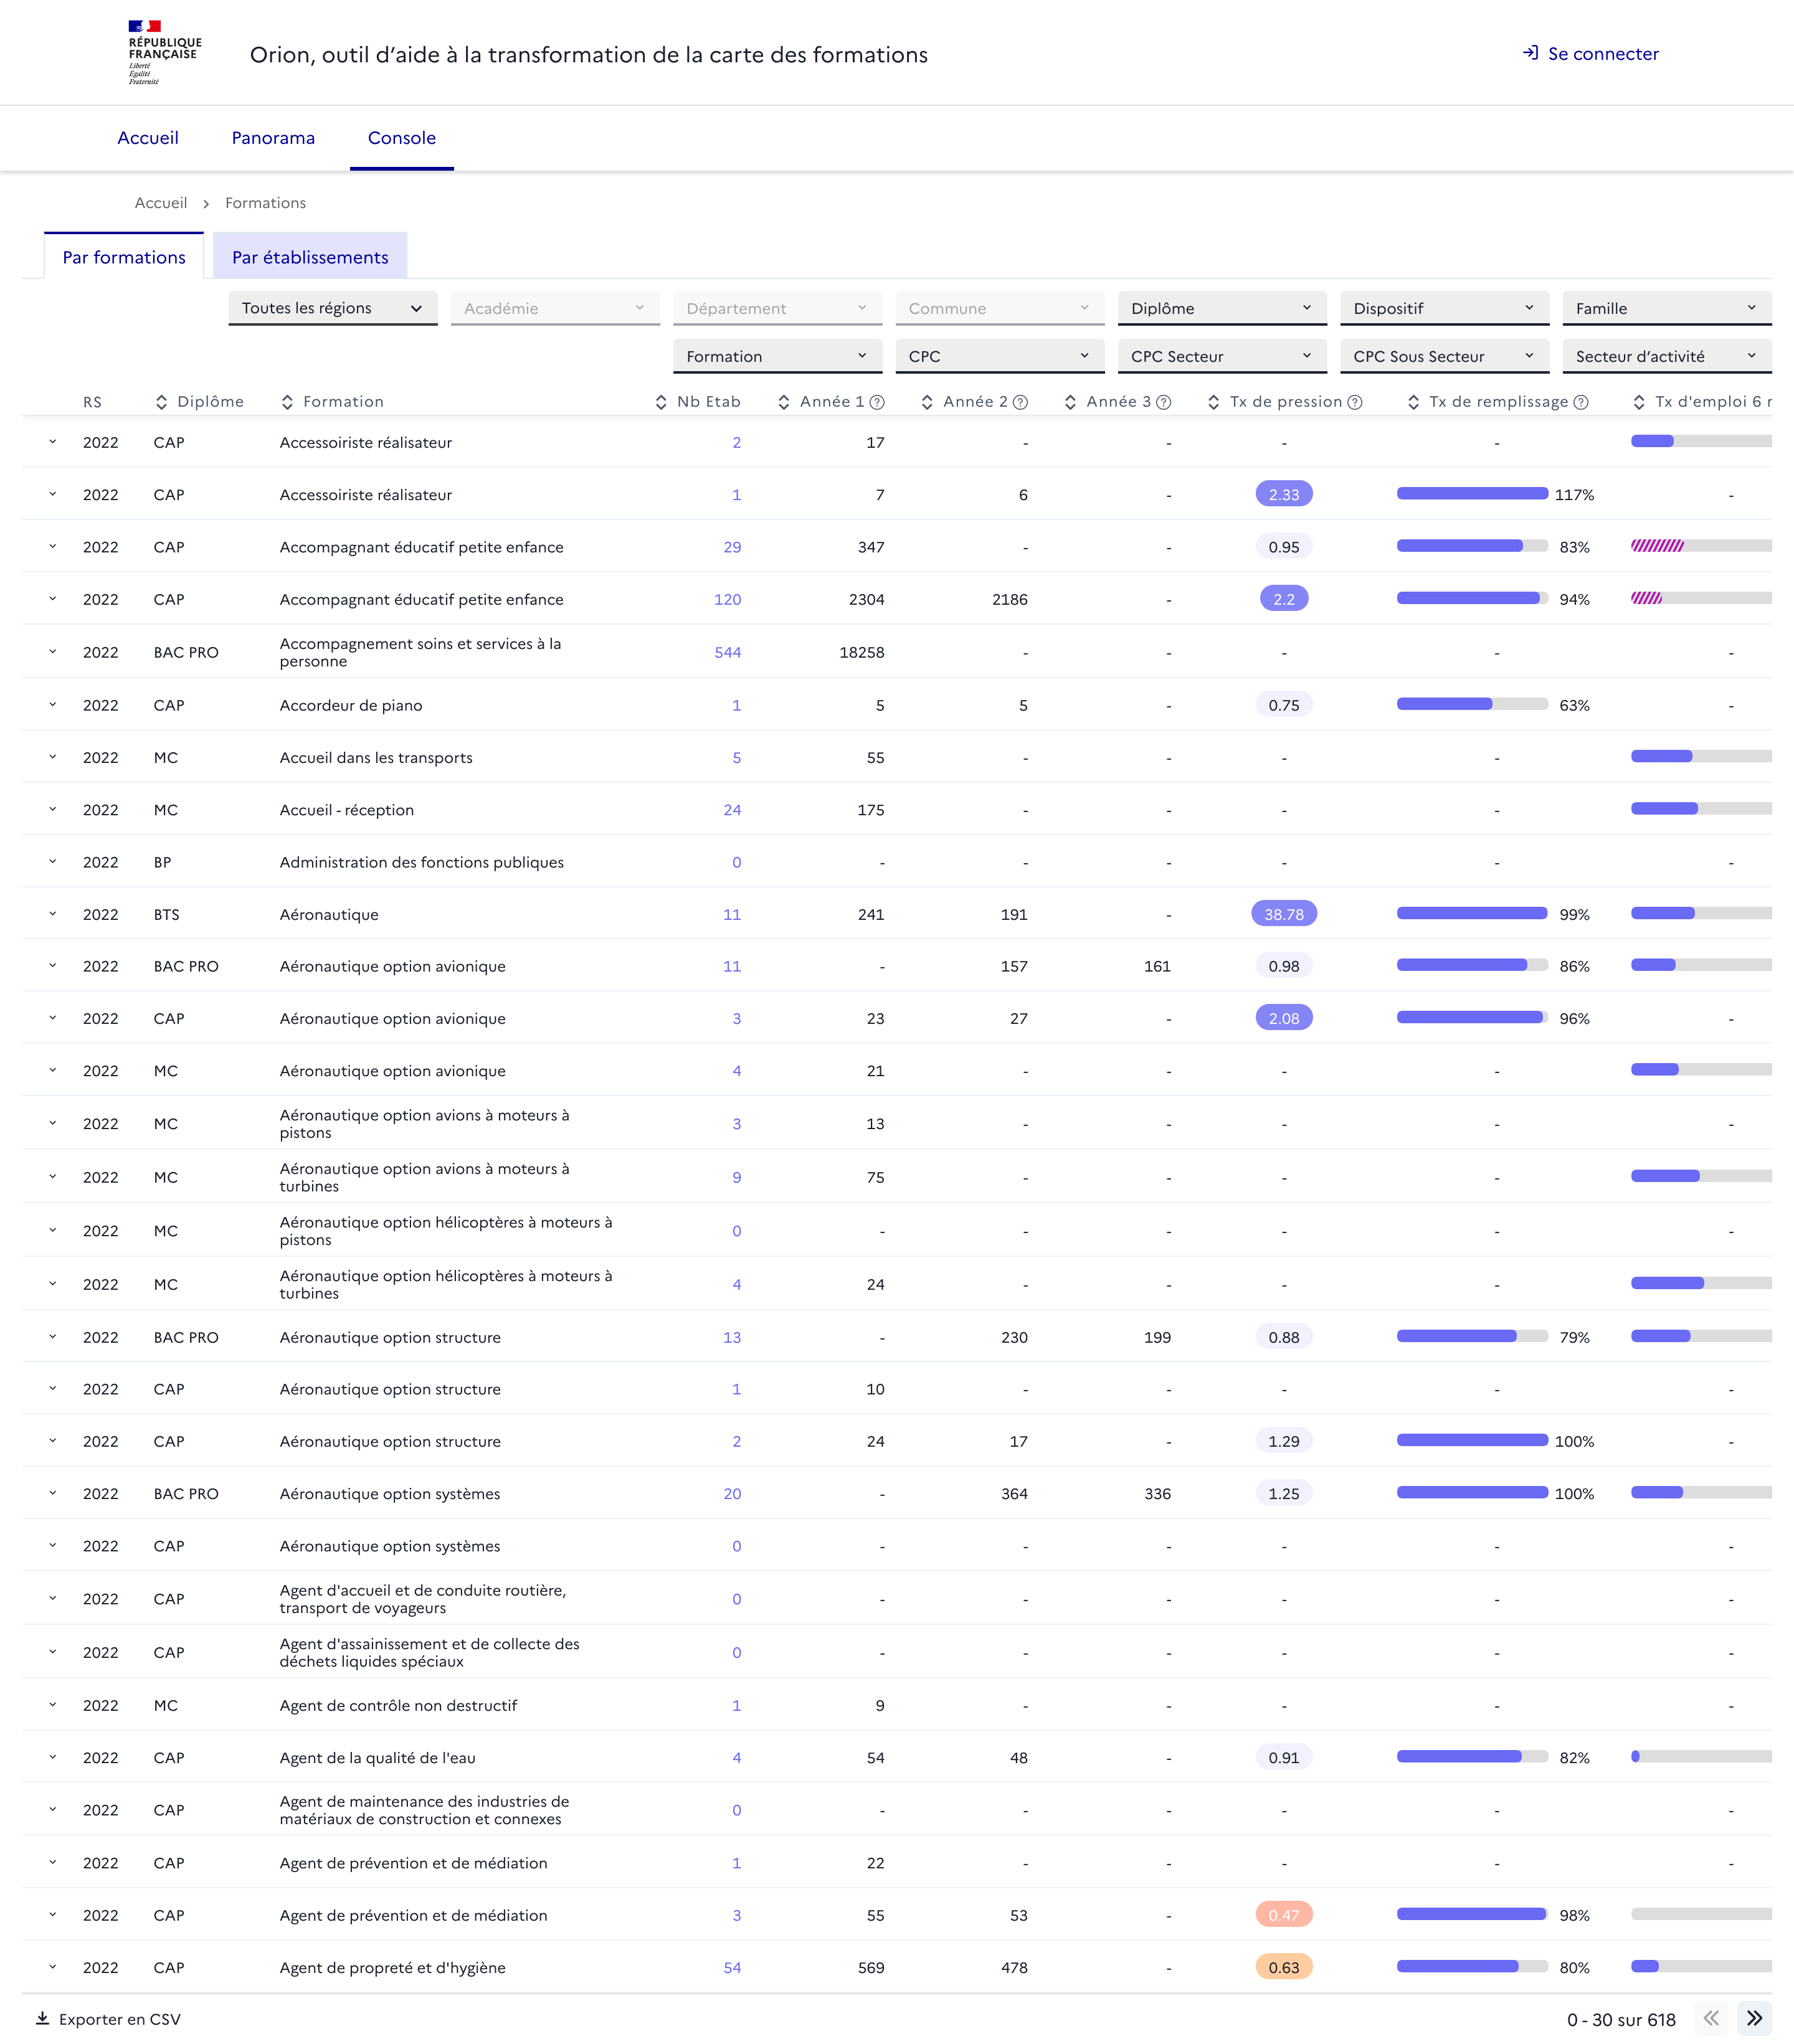 RÉPUBLIQUE
FRANÇAISE
Liberté
Égalité
Fraternité
Orion, outil d’aide à la transformation de la carte des formations
Se connecter
Accueil Panorama Console
Accueil Formations
Par formations Par établissements
Toutes les régions Académie Département Commune Diplôme Dispositif Famille
Formation CPC CPC Secteur CPC Sous Secteur Secteur d’activité
RS Diplôme Formation Nb Etab Année 1 ? Année 2 ? Année 3 ? Tx de pression ? Tx de remplissage ? Tx d'emploi 6
2022 CAP Accessoiriste réalisateur 2 17 - - - -
2022 CAP Accessoiriste réalisateur 1 7 6 - 2.33 117% -
2022 CAP Accompagnant éducatif petite enfance 29 347 - - 0.95 83%
2022 CAP Accompagnant éducatif petite enfance 120 2304 2186 - 2.2 94%
2022 BAC PRO Accompagnement soins et services à la
personne 544 18258 - - - - -
2022 CAP Accordeur de piano 1 5 5 - 0.75 63% -
2022 MC Accueil dans les transports 5 55 - - - -
2022 MC Accueil - réception 24 175 - - - -
2022 BP Administration des fonctions publiques 0 - - - - - -
2022 BTS Aéronautique 11 241 191 - 38.78 99%
2022 BAC PRO Aéronautique option avionique 11 - 157 161 0.98 86%
2022 CAP Aéronautique option avionique 3 23 27 - 2.08 96% -
2022 MC Aéronautique option avionique 4 21 - - - -
2022 MC Aéronautique option avions à moteurs à
pistons 3 13 - - - - -
2022 MC Aéronautique option avions à moteurs à
turbines 9 75 - - - -
2022 MC Aéronautique option hélicoptères à moteurs à
pistons 0 - - - - - -
2022 MC Aéronautique option hélicoptères à moteurs à
turbines 4 24 - - - -
2022 BAC PRO Aéronautique option structure 13 - 230 199 0.88 79%
2022 CAP Aéronautique option structure 1 10 - - - - -
2022 CAP Aéronautique option structure 2 24 17 - 1.29 100% -
2022 BAC PRO Aéronautique option systèmes 20 - 364 336 1.25 100%
2022 CAP Aéronautique option systèmes 0 - - - - - -
2022 CAP Agent d'accueil et de conduite routière,
transport de voyageurs 0 - - - - - -
2022 CAP Agent d'assainissement et de collecte des
déchets liquides spéciaux 0 - - - - - -
2022 MC Agent de contrôle non destructif 1 9 - - - - -
2022 CAP Agent de la qualité de l'eau 4 54 48 - 0.91 82%
2022 CAP Agent de maintenance des industries de
matériaux de construction et connexes 0 - - - - - -
2022 CAP Agent de prévention et de médiation 1 22 - - - - -
2022 CAP Agent de prévention et de médiation 3 55 53 - 0.47 98%
2022 CAP Agent de propreté et d'hygiène 54 569 478 - 0.63 80%
Exporter en CSV 0 - 30 sur 618